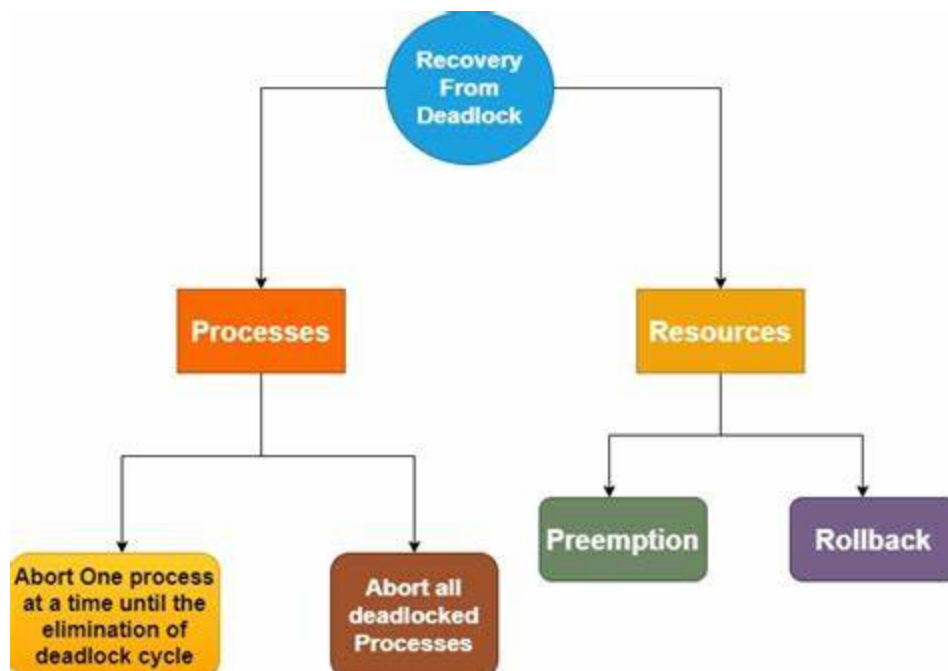 Recovery
From
Deadlock
Processes
Resources
Abort One process
at a time until the
elimination of
deadlock cycle
Abort all
deadlocked
Processes
Preemption
Rollback